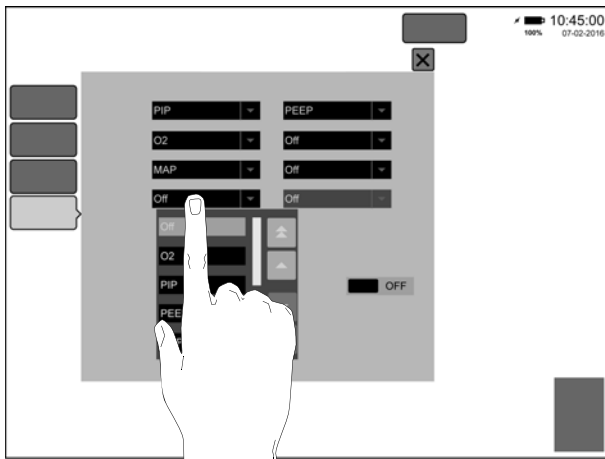 10:45:00
100% 07-02-2016
PIP PEEP
O2 Off
MAP Off
Off Off
Off
O2
PIP
OFF
PEE